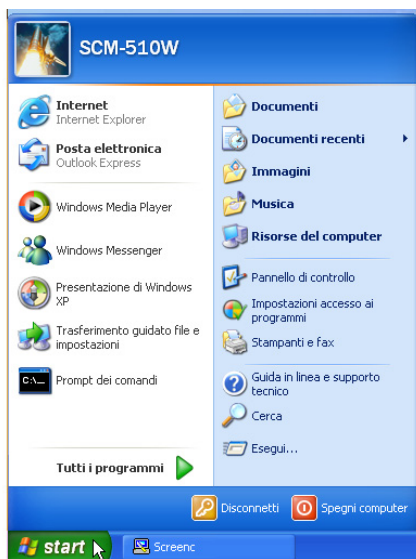 SCM-510W
Internet
Internet Explorer
Posta elettronica
Outlook Express
Windows Media Player
Windows Messenger
Presentazione di Windows
XP
Trasferimento guidato file e
impostazioni
C:\_
Prompt dei comandi
Tutti i programmi
Documenti
Documenti recenti
Immagini
Musica
Risorse del computer
Pannello di controllo
Impostazioni accesso ai
programmi
Stampanti e fax
Guida in linea e supporto
tecnico
Cerca
Esegui...
Disconnetti
Spegni computer
start
Screenc